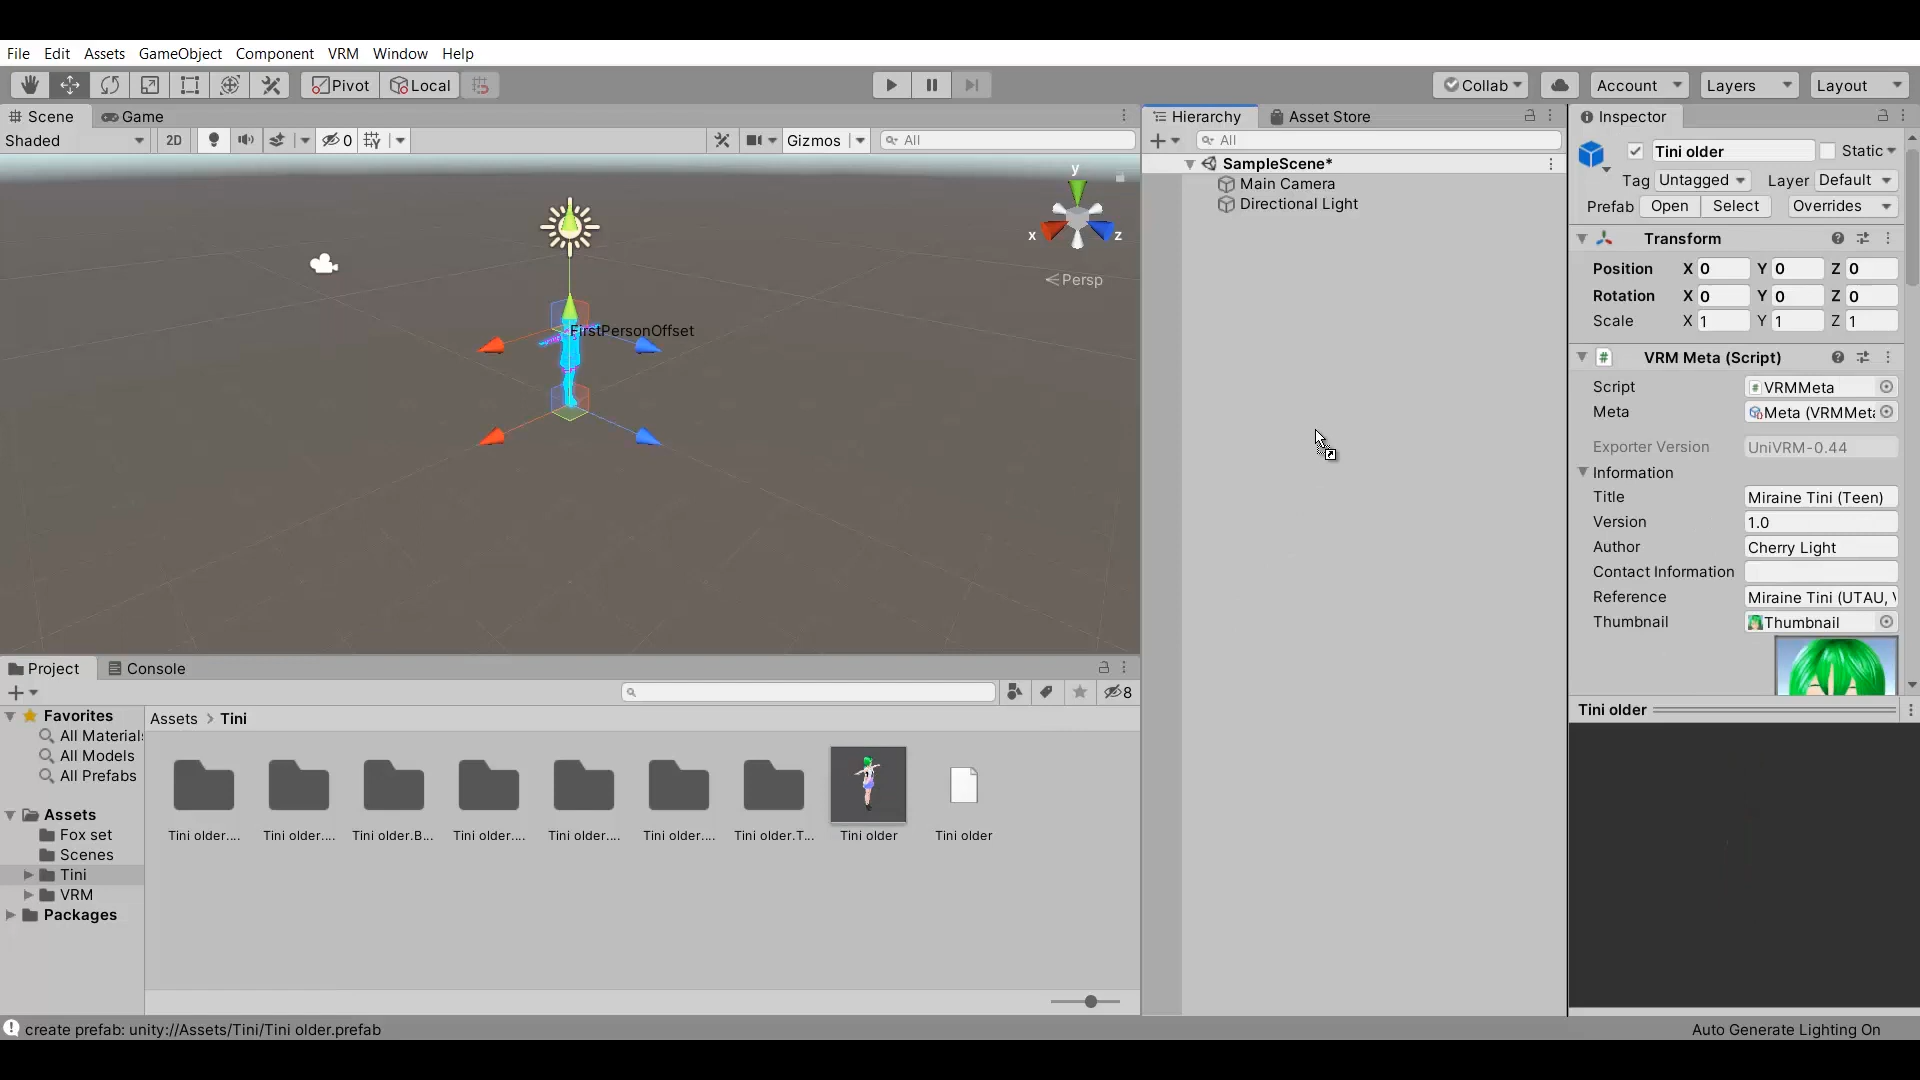 File Edit Assets GameObject Component VRM Window Help
Pivot Local Collab Account Layers Layout
Scene Game
Shaded 2D 0 Gizmos All
y
x z
Persp
FirstPersonOffset
Hierarchy Asset Store
All
SampleScene*
Main Camera
Directional Light
Inspector
Tini older Static
Tag Untagged Layer Default
Prefab Open Select Overrides
Transform
Position X 0 Y 0 Z 0
Rotation X 0 Y 0 Z 0
Scale X 1 Y 1 Z 1
# VRM Meta (Script)
Script # VRMMeta
Meta Meta (VRMMeta
Exporter Version UniVRM-0.44
Information
Title Miraine Tini (Teen)
Version 1.0
Author Cherry Light
Contact Information
Reference Miraine Tini (UTAU,
Thumbnail Thumbnail
Tini older
Project Console
8
Favorites
All Materials
All Models
All Prefabs
Assets
Fox set
Scenes
Tini
VRM
Packages
Assets > Tini
Tini older.... Tini older.... Tini older.B... Tini older.... Tini older.... Tini older.... Tini older.T... Tini older Tini older
create prefab: unity://Assets/Tini/Tini older.prefab
Auto Generate Lighting On